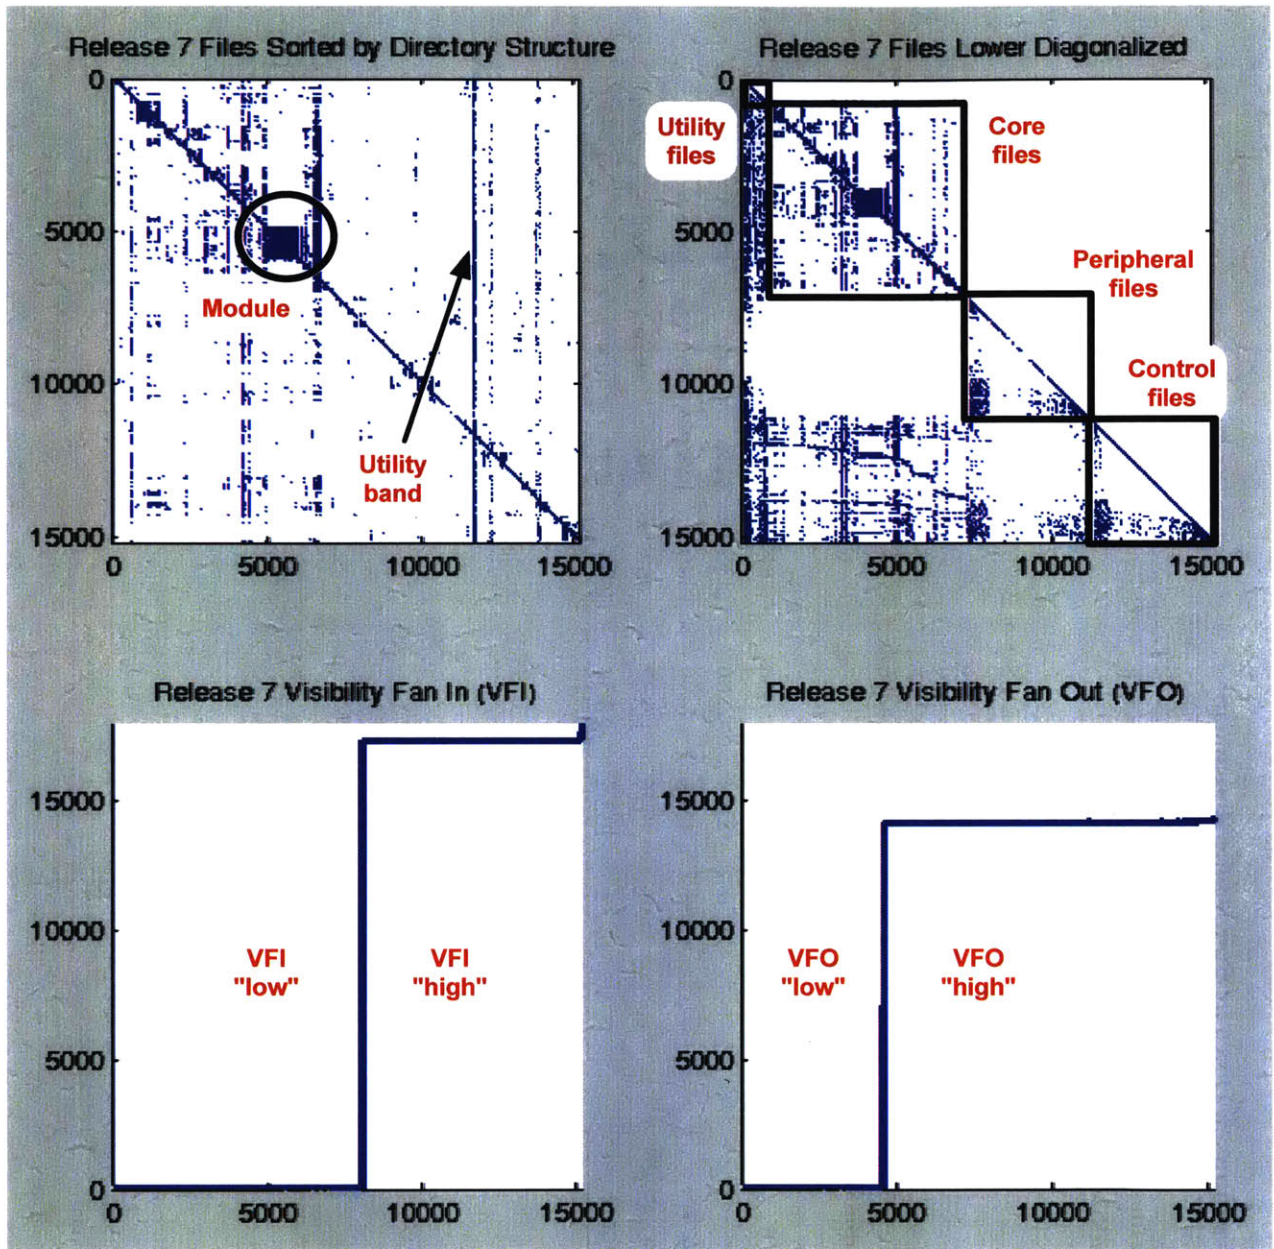 Release 7 Files Sorted by Directory Structure
0
5000
10000
15000
0
5000
10000
15000
Module
Utility
band
Release 7 Files Lower Diagonalized
0
5000
10000
15000
0
5000
10000
15000
Utility
files
Core
files
Peripheral
files
Control
files
Release 7 Visibility Fan In (VFI)
15000
10000
5000
0
0
5000
10000
15000
VFI
"low"
VFI
"high"
Release 7 Visibility Fan Out (VFO)
15000
10000
5000
0
0
5000
10000
15000
VFO
"low"
VFO
"high"